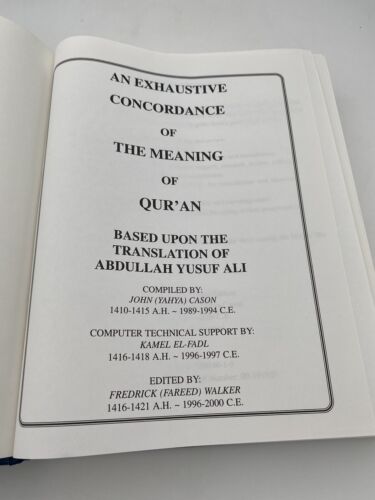 AN EXHAUSTIVE
CONCORDANCE
OF
THE MEANING
OF
QUR'AN
BASED UPON THE
TRANSLATION OF
ABDULLAH YUSUF ALI
COMPILED BY:
JOHN (YAHYA) CASON
1410-1415 A.H. ~ 1989-1994 C.E.
COMPUTER TECHNICAL SUPPORT BY:
KAMEL EL-FADL
1416-1418 A.H. ~ 1996-1997 C.E.
EDITED BY:
FREDRICK (FAREED) WALKER
1416-1421 A.H. ~ 1996-2000 C.E.